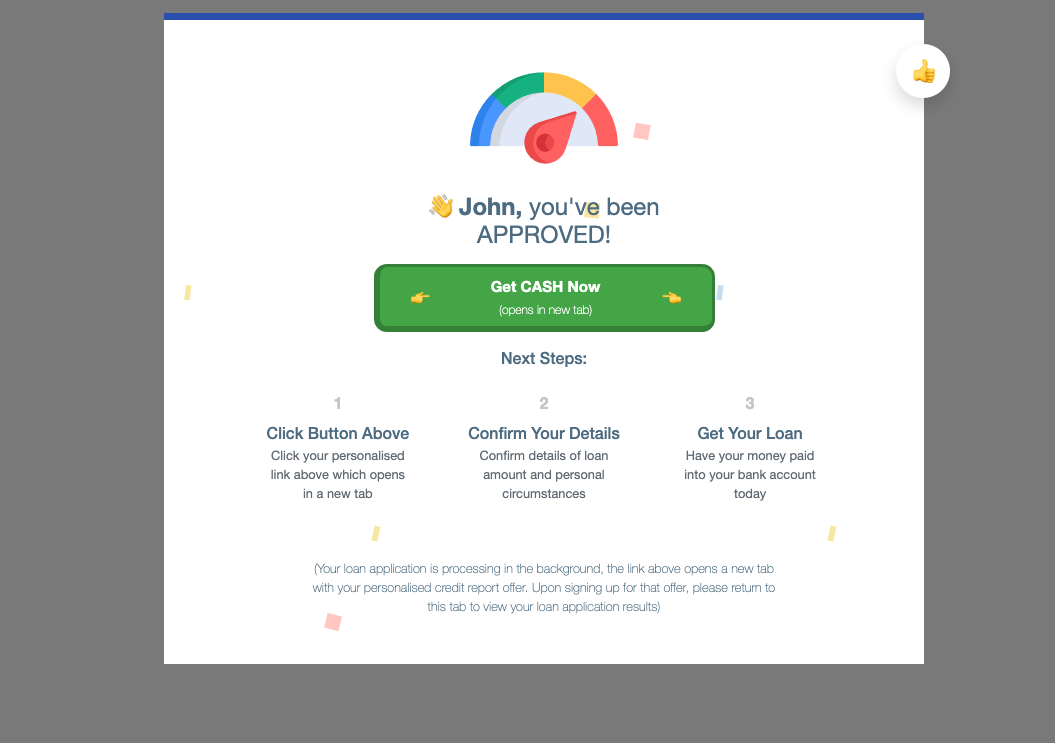 👋 John, you've been
APPROVED!
👉 Get CASH Now 👈
(opens in new tab)
Next Steps:
1
Click Button Above
Click your personalised
link above which opens
in a new tab
2
Confirm Your Details
Confirm details of loan
amount and personal
circumstances
3
Get Your Loan
Have your money paid
into your bank account
today
(Your loan application is processing in the background, the link above opens a new tab
with your personalised credit report offer. Upon signing up for that offer, please return to
this tab to view your loan application results)